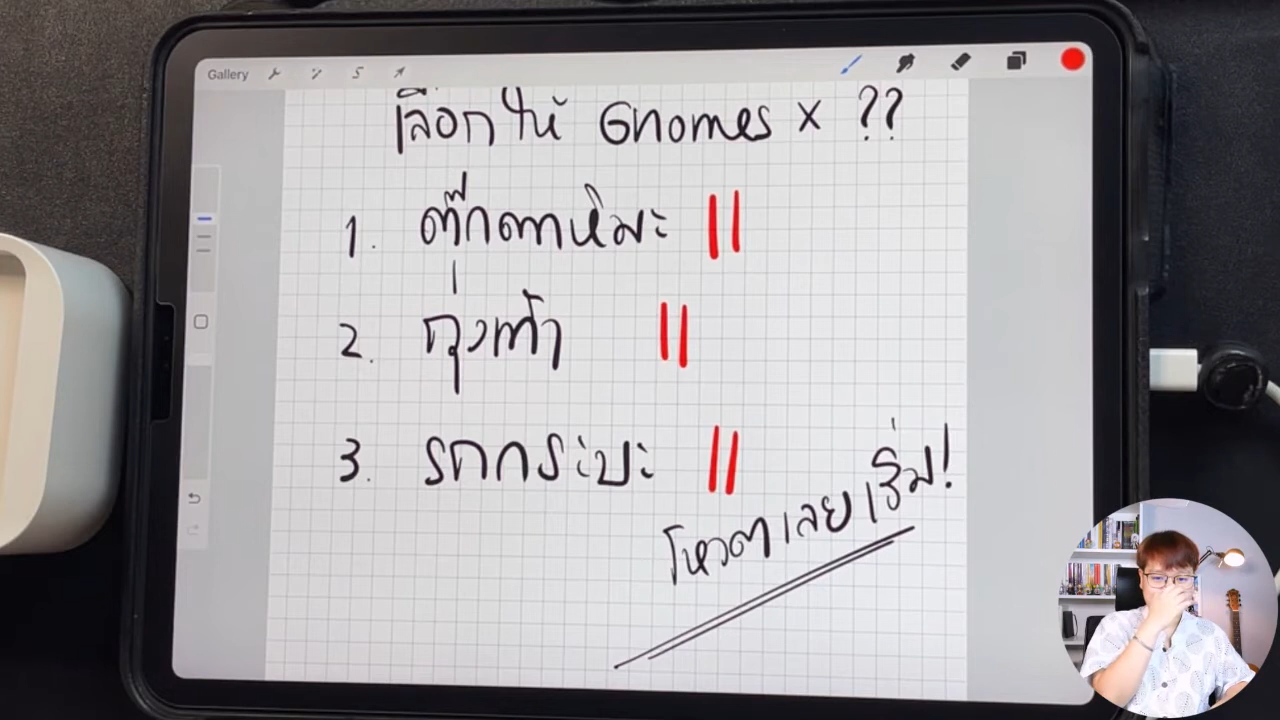 Gallery
เลือกให้ Gnomes x ??
1. ตุ๊กตาหิมะ ||
2. ถุงเท้า ||
3. รถกระบะ ||
โหวตเลย เริ่ม!